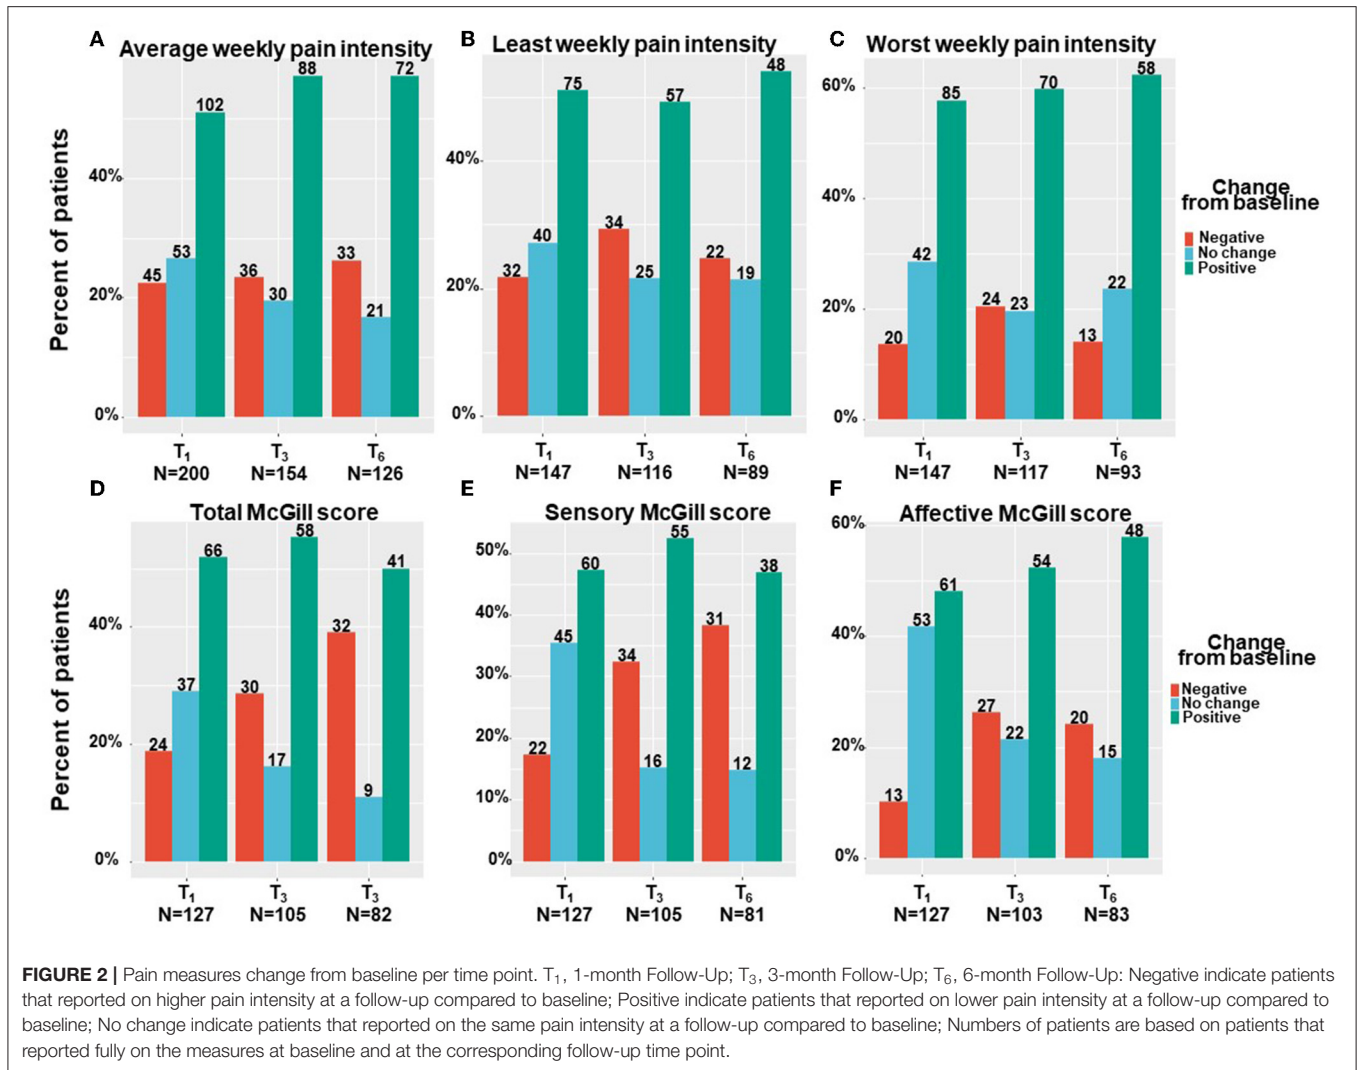 A
Average weekly pain intensity
B
Least weekly pain intensity
C
Worst weekly pain intensity
Percent of patients
40%
20%
0%
45
53
102
36
30
88
33
21
72
T1
N=200
T3
N=154
T6
N=126
40%
20%
0%
32
40
75
34
25
57
22
19
48
T1
N=147
T3
N=116
T6
N=89
60%
40%
20%
0%
20
42
85
24
23
70
13
22
58
T1
N=147
T3
N=117
T6
N=93
Change
from baseline
Negative
No change
Positive
D
Total McGill score
E
Sensory McGill score
F
Affective McGill score
Percent of patients
40%
20%
0%
24
37
66
30
17
58
32
9
41
T1
N=127
T3
N=105
T3
N=82
50%
40%
30%
20%
10%
0%
22
45
60
34
16
55
31
12
38
T1
N=127
T3
N=105
T6
N=81
60%
40%
20%
0%
13
53
61
27
22
54
20
15
48
T1
N=127
T3
N=103
T6
N=83
Change
from baseline
Negative
No change
Positive
FIGURE 2 | Pain measures change from baseline per time point. T1, 1-month Follow-Up; T3, 3-month Follow-Up; T6, 6-month Follow-Up: Negative indicate patients
that reported on higher pain intensity at a follow-up compared to baseline; Positive indicate patients that reported on lower pain intensity at a follow-up compared to
baseline; No change indicate patients that reported on the same pain intensity at a follow-up compared to baseline; Numbers of patients are based on patients that
reported fully on the measures at baseline and at the corresponding follow-up time point.